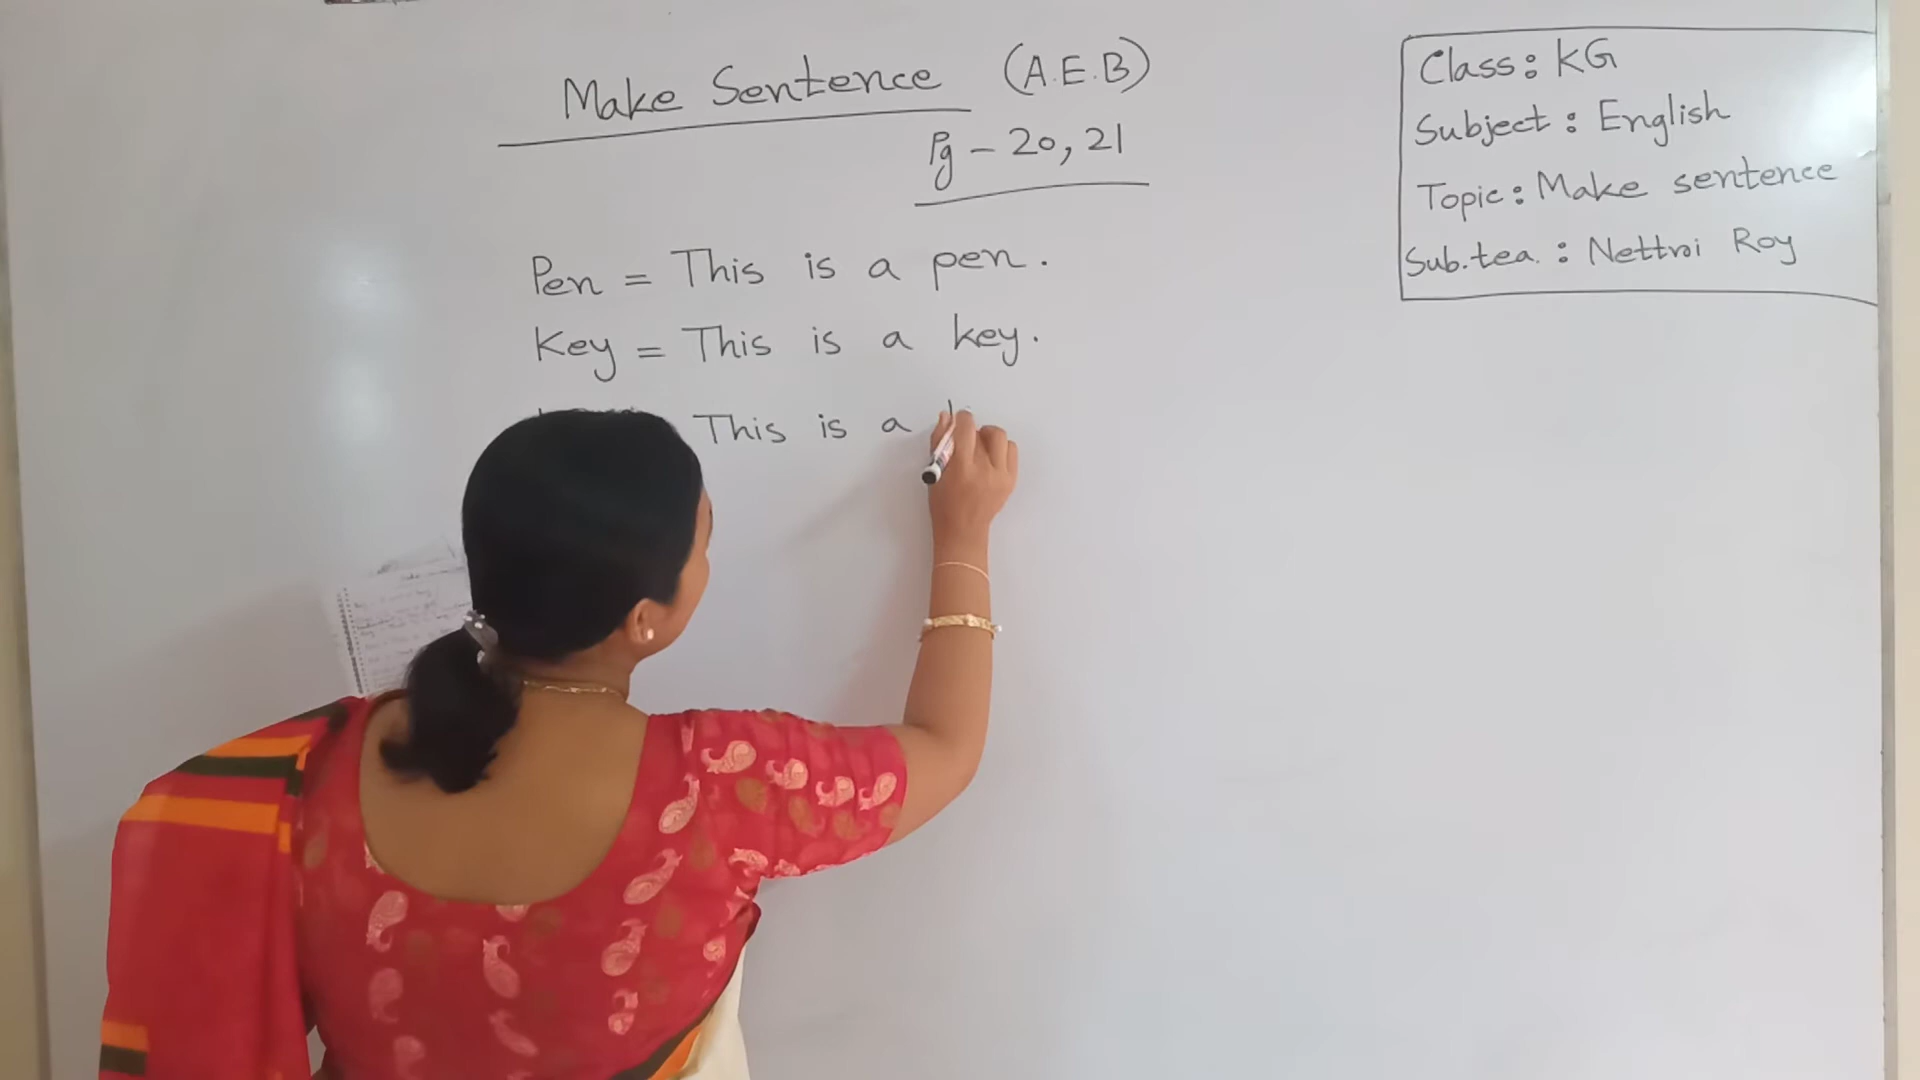 Make Sentence (A.E.B)
Pg - 20, 21
Pen = This is a pen.
Key = This is a key.
This is a
Class: KG
Subject: English
Topic: Make sentence
Sub.tea. : Nettroi Roy